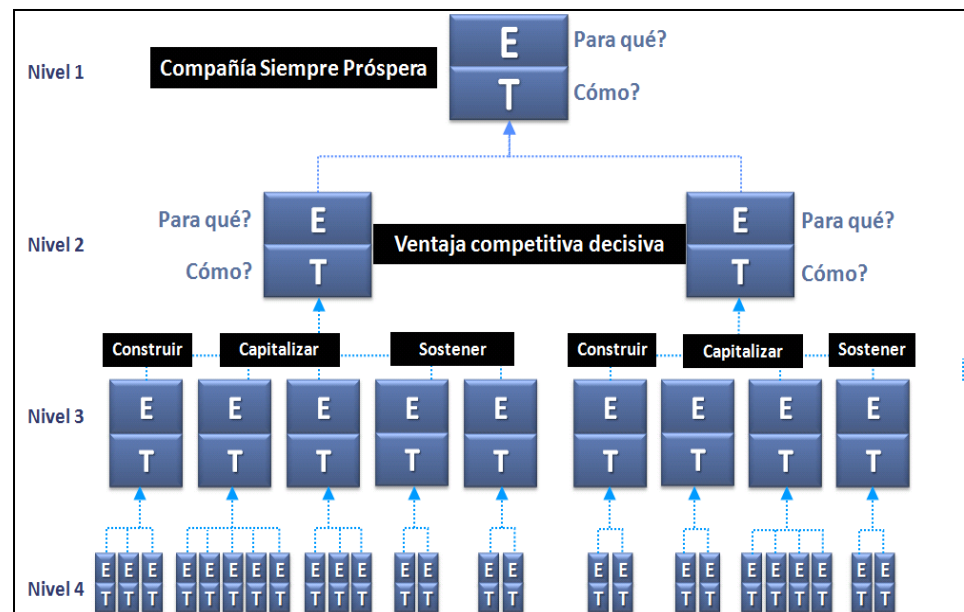 E Para qué?
Nivel 1 Compañía Siempre Próspera
T Cómo?
Para qué? E E Para qué?
Nivel 2 Ventaja competitiva decisiva
Cómo? T T Cómo?
Construir Capitalizar Sostener Construir Capitalizar Sostener
E E E E E E E E E
Nivel 3
T T T T T T T T T
E E E E E E E E E E E E E E E E E E E E E E E E E
Nivel 4
T T T T T T T T T T T T T T T T T T T T T T T T T